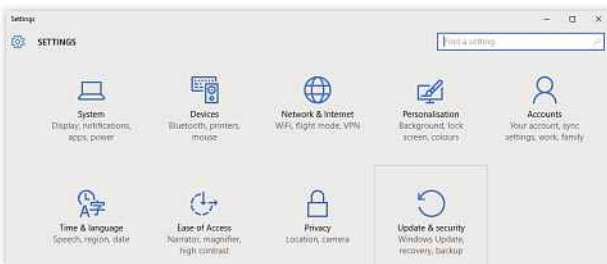 Settings
SETTINGS
Find a setting
System
Display, notifications,
apps, power
Devices
Bluetooth, printers,
mouse
Network & Internet
WiFi, flight mode, VPN
Personalisation
Background, lock
screen, colours
Accounts
Your account, sync
settings, work, family
Time & language
Speech, region, date
Ease of Access
Narrator, magnifier,
high contrast
Privacy
Location, camera
Update & security
Windows Update,
recovery, backup